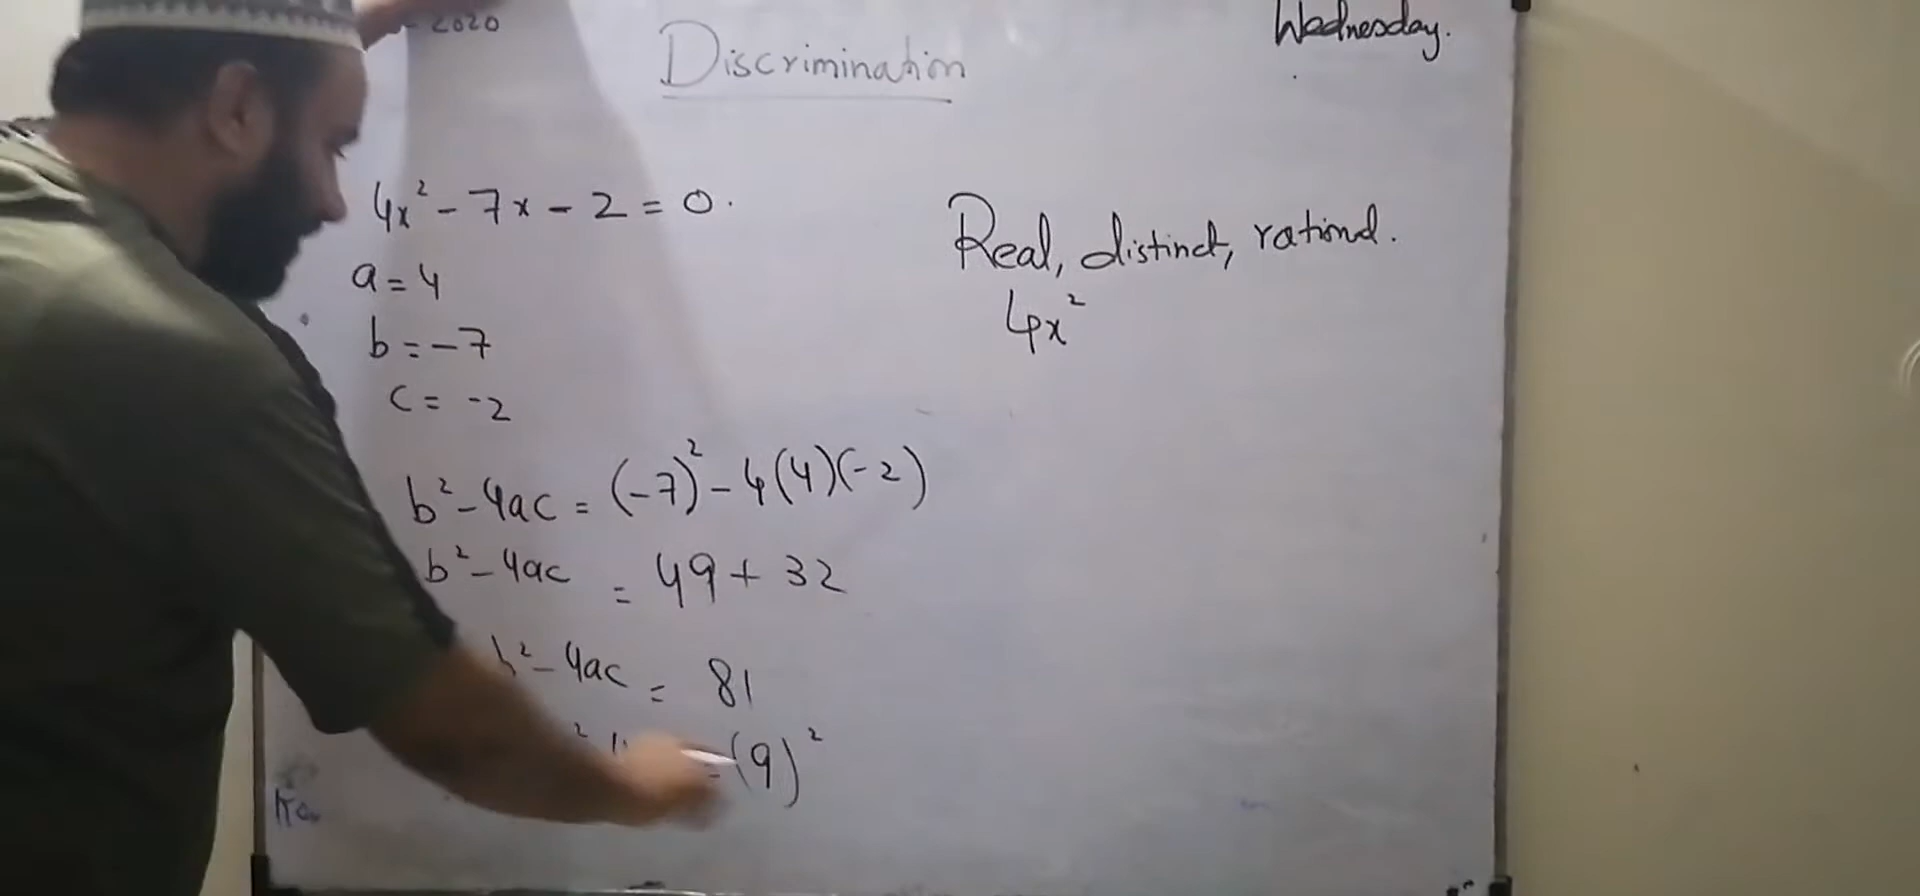 - 2020
Wednesday.
Discrimination
4x² - 7x - 2 = 0.
a = 4
b = -7
c = -2
b² - 4ac = (-7)² - 4(4)(-2)
b² - 4ac = 49 + 32
b² - 4ac = 81
= (9)²
Real, distinct, rational.
4x²